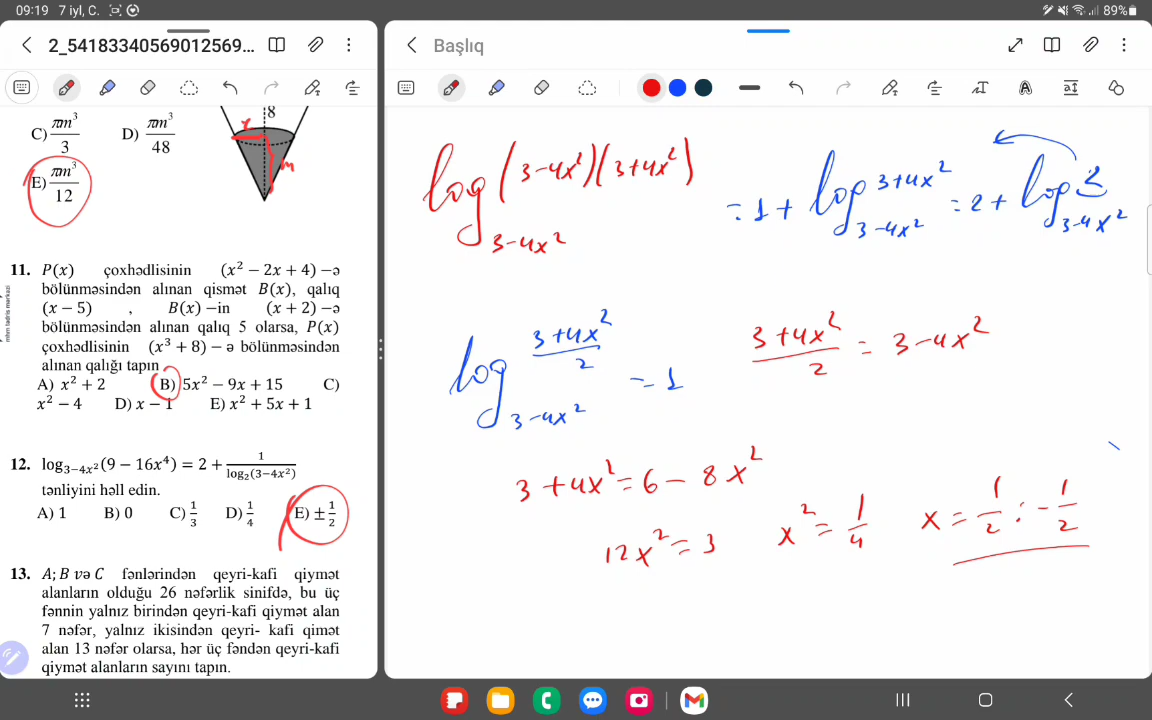 09:19 7 iyl, C. 89%
2_54183340569012569...
Başlıq
8
C) πm³/3 D) πm³/48
r
m
E) πm³/12
11. P(x) çoxhədlisinin (x² − 2x + 4) −ə
bölünməsindən alınan qismət B(x), qalıq
(x − 5) , B(x) −in (x + 2) −ə
bölünməsindən alınan qalıq 5 olarsa, P(x)
çoxhədlisinin (x³ + 8) − ə bölünməsindən
alınan qalığı tapın
A) x² + 2 B) 5x² − 9x + 15 C)
x² − 4 D) x − 1 E) x² + 5x + 1
12. log₃₋₄ₓ²(9 − 16x⁴) = 2 + 1/log₂(3−4x²)
tənliyini həll edin.
A) 1 B) 0 C) 1/3 D) 1/4 E) ±1/2
13. A; B və C fənlərindən qeyri-kafi qiymət
alanların olduğu 26 nəfərlik sinifdə, bu üç
fənnin yalnız birindən qeyri-kafi qiymət alan
7 nəfər, yalnız ikisindən qeyri- kafi qimət
alan 13 nəfər olarsa, hər üç fəndən qeyri-kafi
qiymət alanların sayını tapın.
log₃₋₄ₓ² (3-4x²)(3+4x²)
= 1 + log₃₋₄ₓ² 3+4x² = 2 + log₃₋₄ₓ² 2
log₃₋₄ₓ² (3+4x²)/2 = 1
(3+4x²)/2 = 3-4x²
3+4x² = 6 - 8x²
12x² = 3
x² = 1/4
x = 1/2 ; -1/2